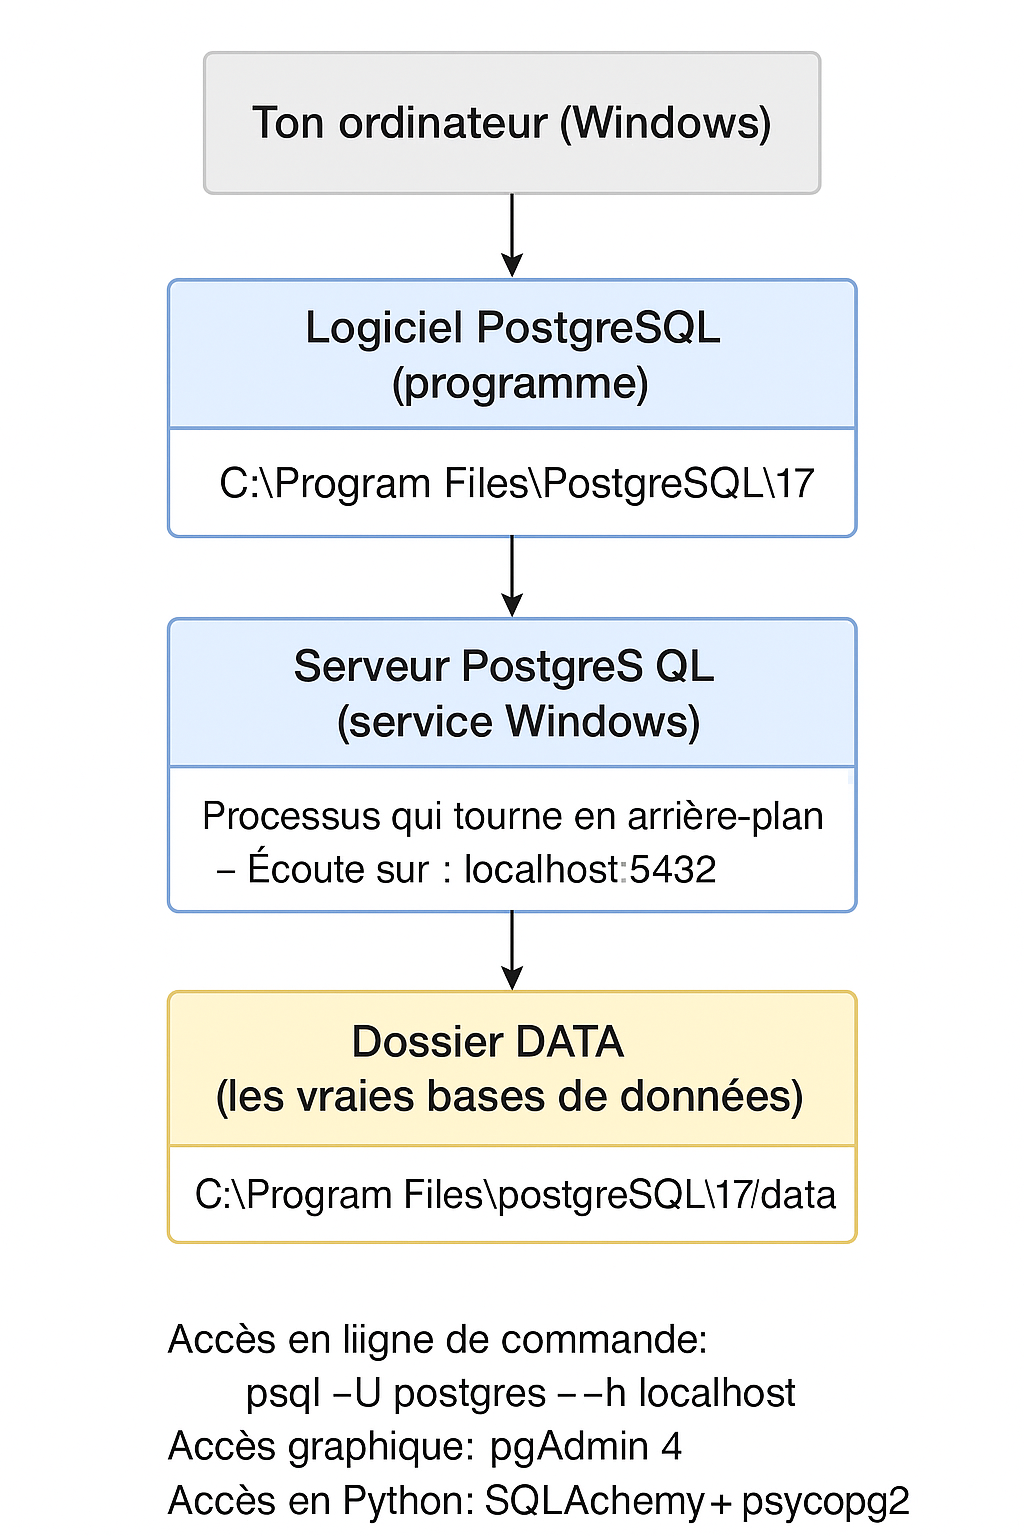 Ton ordinateur (Windows)
Logiciel PostgreSQL
(programme)
C:\Program Files\PostgreSQL\17
Serveur PostgreS QL
(service Windows)
Processus qui tourne en arrière-plan
– Écoute sur : localhost:5432
Dossier DATA
(les vraies bases de données)
C:\Program Files\postgreSQL\17/data
Accès en liigne de commande:
psql –U postgres – –h localhost
Accès graphique: pgAdmin 4
Accès en Python: SQLAchemy + psycopg2